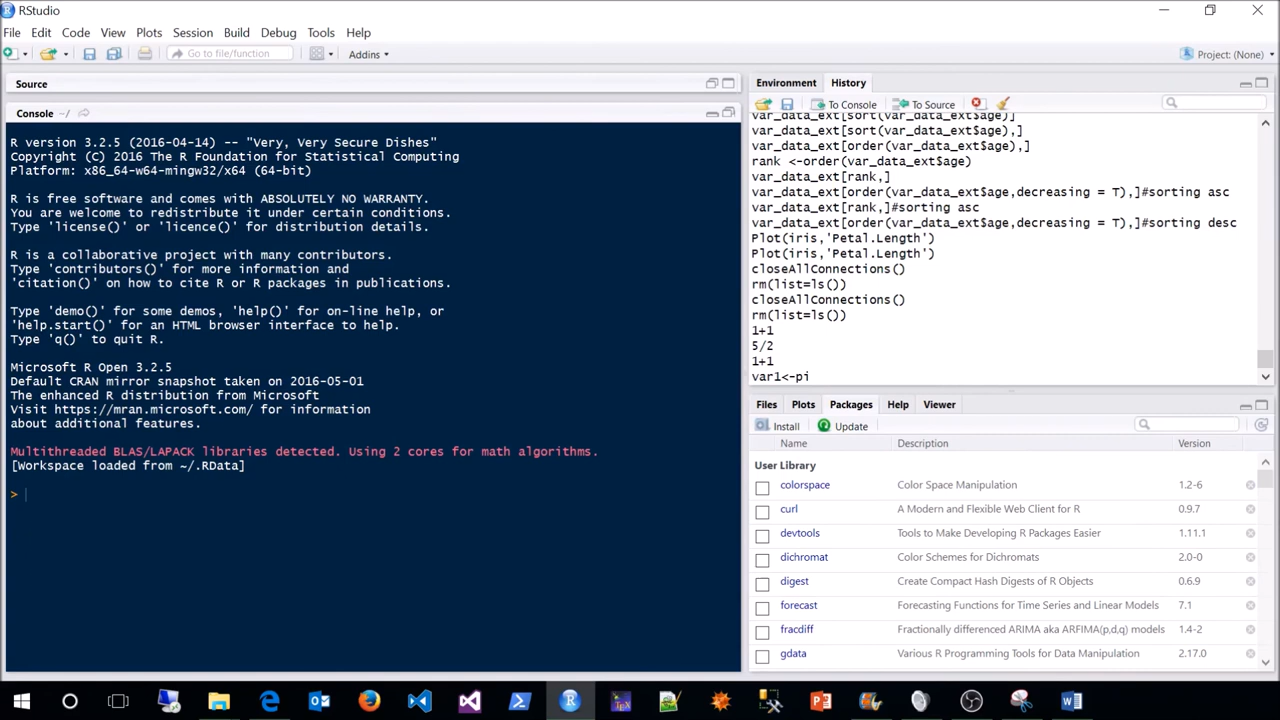 RStudio
File Edit Code View Plots Session Build Debug Tools Help
Go to file/function Addins Project: (None)
Source
Console ~/
R version 3.2.5 (2016-04-14) -- "Very, Very Secure Dishes"
Copyright (C) 2016 The R Foundation for Statistical Computing
Platform: x86_64-w64-mingw32/x64 (64-bit)
R is free software and comes with ABSOLUTELY NO WARRANTY.
You are welcome to redistribute it under certain conditions.
Type 'license()' or 'licence()' for distribution details.
R is a collaborative project with many contributors.
Type 'contributors()' for more information and
'citation()' on how to cite R or R packages in publications.
Type 'demo()' for some demos, 'help()' for on-line help, or
'help.start()' for an HTML browser interface to help.
Type 'q()' to quit R.
Microsoft R Open 3.2.5
Default CRAN mirror snapshot taken on 2016-05-01
The enhanced R distribution from Microsoft
Visit https://mran.microsoft.com/ for information
about additional features.
Multithreaded BLAS/LAPACK libraries detected. Using 2 cores for math algorithms.
[Workspace loaded from ~/.RData]
>
Environment History
To Console To Source
var_data_ext[sort(var_data_ext$age)]
var_data_ext[sort(var_data_ext$age),]
var_data_ext[order(var_data_ext$age),]
rank <-order(var_data_ext$age)
var_data_ext[rank,]
var_data_ext[order(var_data_ext$age,decreasing = T),]#sorting asc
var_data_ext[rank,]#sorting asc
var_data_ext[order(var_data_ext$age,decreasing = T),]#sorting desc
Plot(iris,'Petal.Length')
Plot(iris,'Petal.Length')
closeAllConnections()
rm(list=ls())
closeAllConnections()
rm(list=ls())
1+1
5/2
1+1
var1<-pi
Files Plots Packages Help Viewer
Install Update
Name Description Version
User Library
colorspace Color Space Manipulation 1.2-6
curl A Modern and Flexible Web Client for R 0.9.7
devtools Tools to Make Developing R Packages Easier 1.11.1
dichromat Color Schemes for Dichromats 2.0-0
digest Create Compact Hash Digests of R Objects 0.6.9
forecast Forecasting Functions for Time Series and Linear Models 7.1
fracdiff Fractionally differenced ARIMA aka ARFIMA(p,d,q) models 1.4-2
gdata Various R Programming Tools for Data Manipulation 2.17.0